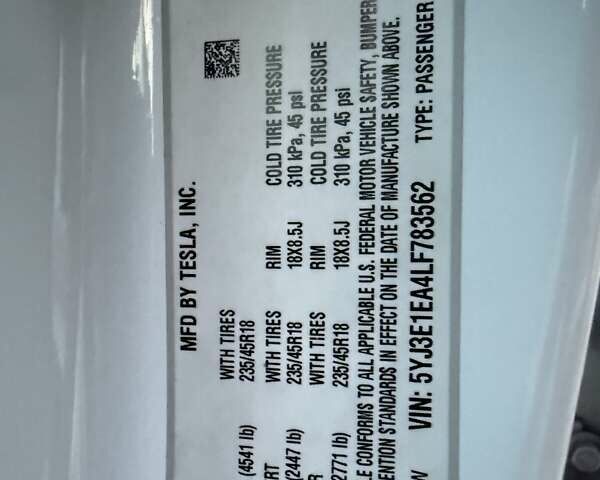 MFD BY TESLA, INC.
(4541 lb) WITH TIRES
235/45R18
RT WITH TIRES RIM COLD TIRE PRESSURE
(2447 lb) 235/45R18 18X8.5J 310 kPa, 45 psi
R WITH TIRES RIM COLD TIRE PRESSURE
2771 lb) 235/45R18 18X8.5J 310 kPa, 45 psi
LE CONFORMS TO ALL APPLICABLE U.S. FEDERAL MOTOR VEHICLE SAFETY, BUMPER
ENTION STANDARDS IN EFFECT ON THE DATE OF MANUFACTURE SHOWN ABOVE.
W VIN: 5YJ3E1EA4LF783562 TYPE: PASSENGER